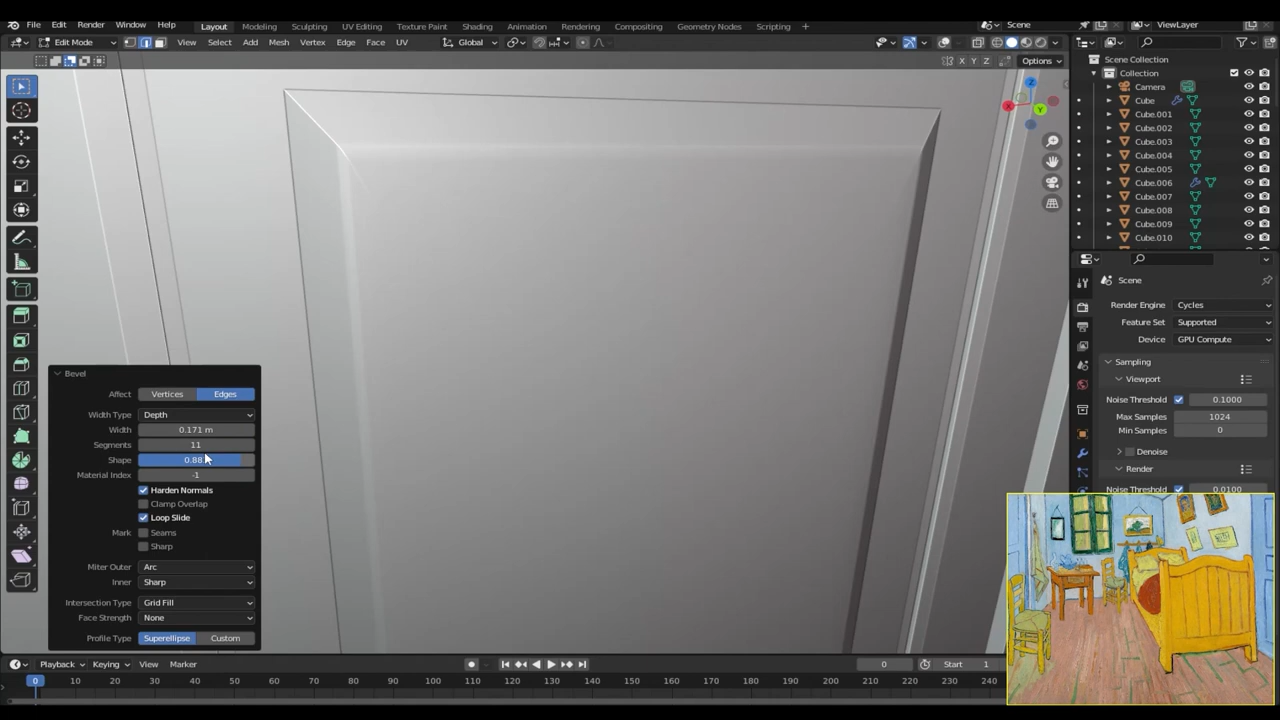 File Edit Render Window Help Layout Modeling Sculpting UV Editing Texture Paint Shading Animation Rendering Compositing Geometry Nodes Scripting + Scene ViewLayer
Edit Mode View Select Add Mesh Vertex Edge Face UV Global
X Y Z Options
Scene Collection
Collection
Camera
Cube
Cube.001
Cube.002
Cube.003
Cube.004
Cube.005
Cube.006
Cube.007
Cube.008
Cube.009
Cube.010
Z
X
Y
Scene
Render Engine Cycles
Feature Set Supported
Device GPU Compute
Sampling
Viewport
Noise Threshold 0.1000
Max Samples 1024
Min Samples 0
Denoise
Render
Noise Threshold 0.0100
Bevel
Affect Vertices Edges
Width Type Depth
Width 0.171 m
Segments 11
Shape
Material Index -1
Harden Normals
Clamp Overlap
Loop Slide
Mark Seams
Sharp
Miter Outer Arc
Inner Sharp
Intersection Type Grid Fill
Face Strength None
Profile Type Superellipse Custom
Playback Keying View Marker 0 Start 1
0 10 20 30 40 50 60 70 80 90 100 110 120 130 140 150 160 170 180 190 200 210 220 230 240